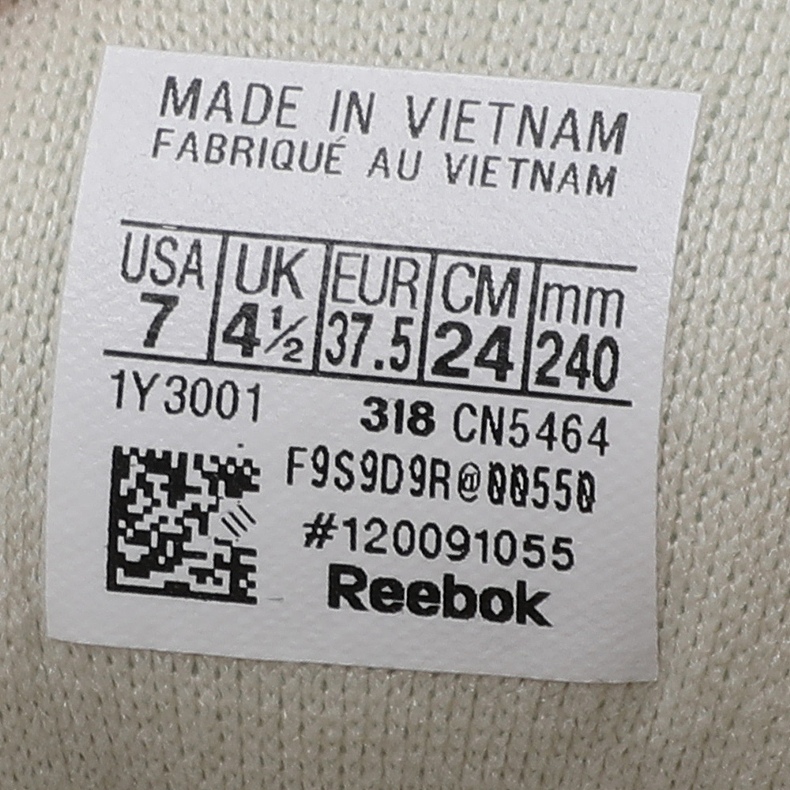 MADE IN VIETNAM
FABRIQUÉ AU VIETNAM
USA UK EUR CM mm
7 4½ 37.5 24 240
1Y3001 318 CN5464
F9S9D9R@00550
#120091055
Reebok